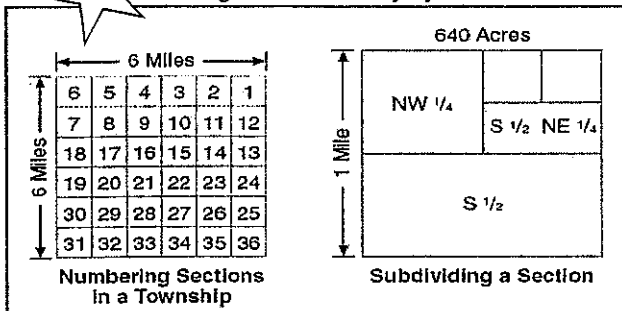 6 Miles
6 5 4 3 2 1
7 8 9 10 11 12
18 17 16 15 14 13
19 20 21 22 23 24
30 29 28 27 26 25
31 32 33 34 35 36
6 Miles
Numbering Sections
in a Township
640 Acres
NW 1/4
S 1/2 NE 1/4
1 Mile
S 1/2
Subdividing a Section